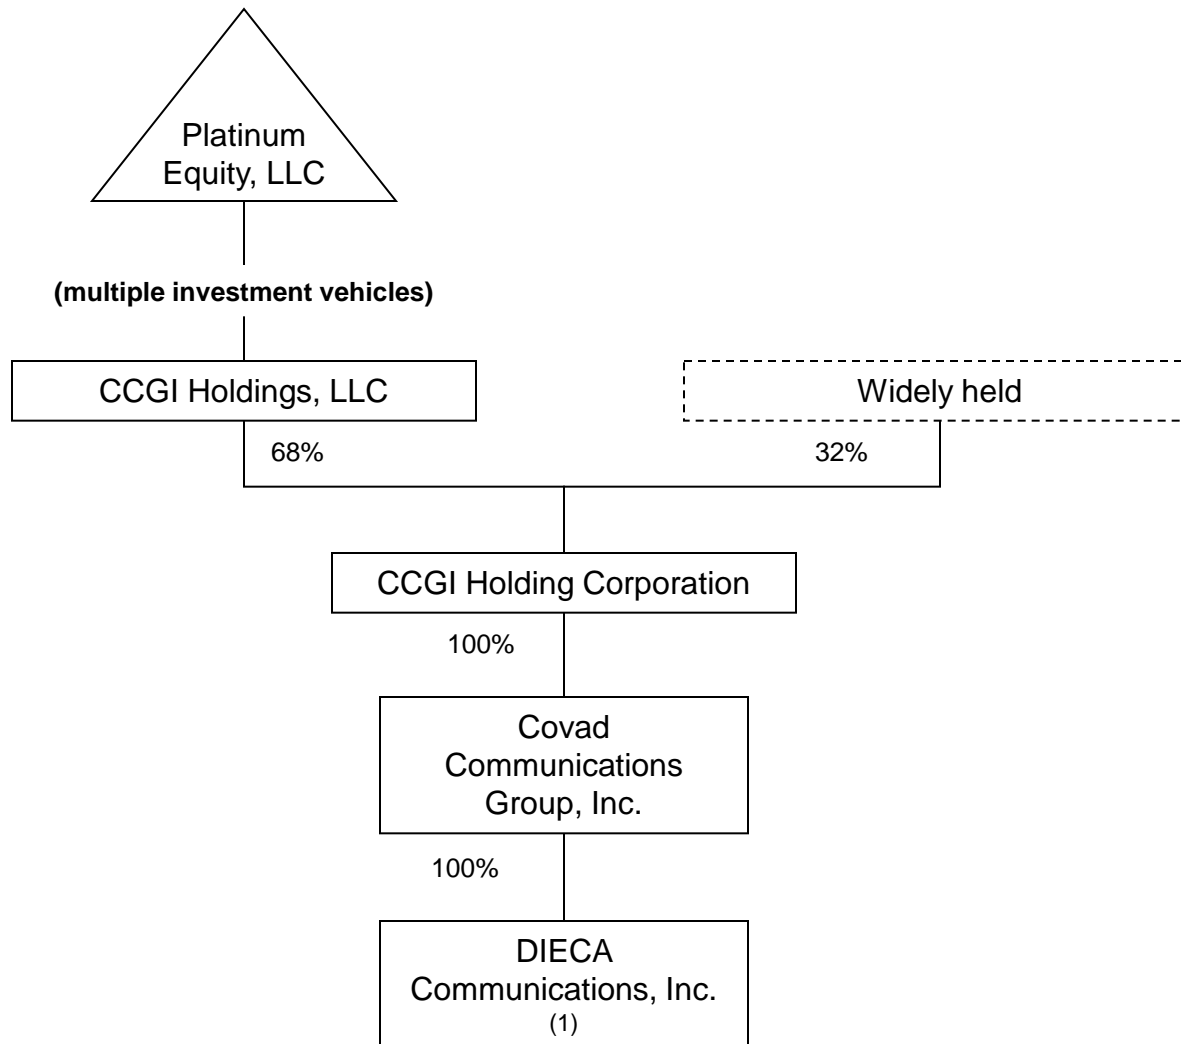 Platinum
Equity, LLC
(multiple investment vehicles)
CCGI Holdings, LLC
Widely held
68%
32%
CCGI Holding Corporation
100%
Covad
Communications
Group, Inc.
100%
DIECA
Communications, Inc.
(1)